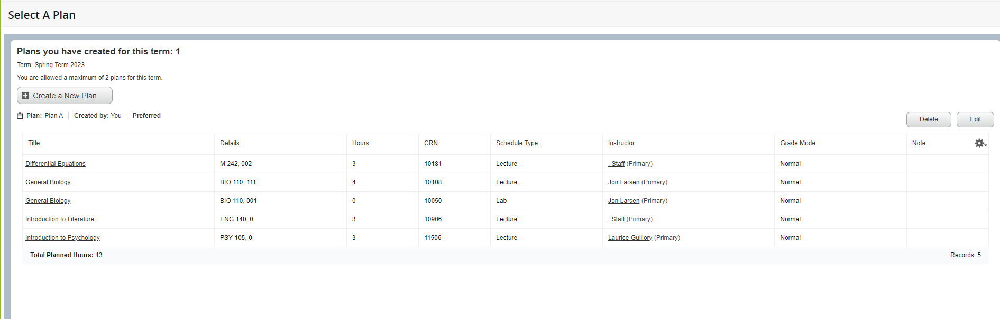 Select A Plan
Plans you have created for this term: 1
Term: Spring Term 2023
You are allowed a maximum of 2 plans for this term.
Create a New Plan
Plan: Plan A Created by: You Preferred Delete Edit
Title Details Hours CRN Schedule Type Instructor Grade Mode Note
Differential Equations M 242, 002 3 10181 Lecture . Staff (Primary) Normal
General Biology BIO 110, 111 4 10108 Lecture Jon Larsen (Primary) Normal
General Biology BIO 110, 001 0 10050 Lab Jon Larsen (Primary) Normal
Introduction to Literature ENG 140, 0 3 10906 Lecture . Staff (Primary) Normal
Introduction to Psychology PSY 105, 0 3 11506 Lecture Laurice Guillory (Primary) Normal
Total Planned Hours: 13 Records: 5